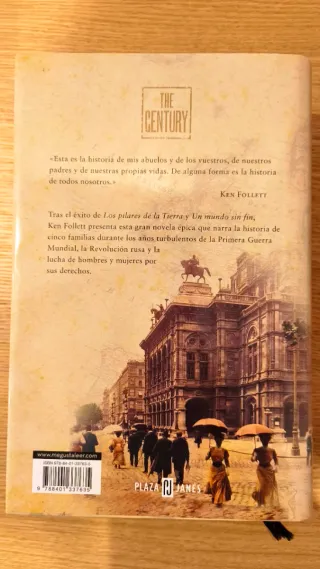 THE
CENTURY
«Esta es la historia de mis abuelos y de los vuestros, de nuestros
padres y de nuestras propias vidas. De alguna forma es la historia
de todos nosotros.»
KEN FOLLETT
Tras el éxito de Los pilares de la Tierra y Un mundo sin fin,
Ken Follett presenta esta gran novela épica que narra la historia de
cinco familias durante los años turbulentos de la Primera Guerra
Mundial, la Revolución rusa y la
lucha de hombres y mujeres por
sus derechos.
www.megustaleer.com
PLAZA JANÉS
9 788401 337635